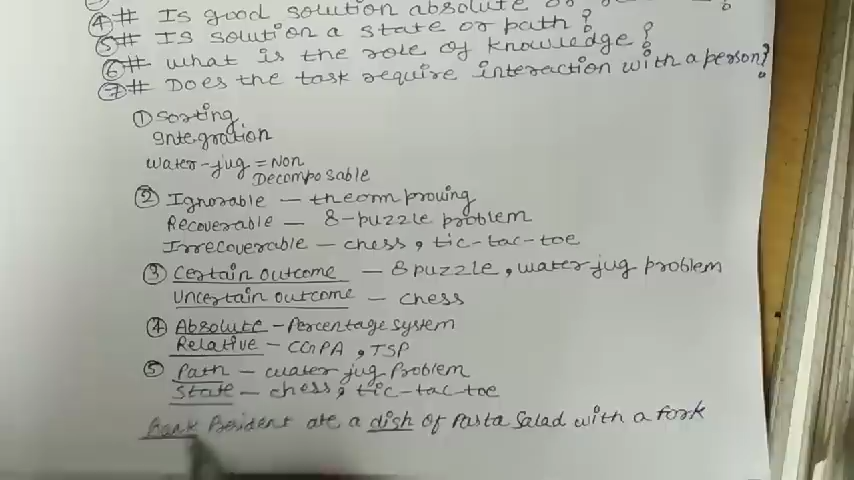 ④# Is good solution absolute or ?
⑤# Is solution a state or path ?
⑥# what is the role of knowledge ?
⑦# Does the task require interaction with a person?
① Sorting
Integration
water-jug = Non
Decomposable
② Ignorable — theorm proving
Recoverable — 8-puzzle problem
Irrecoverable — chess, tic-tac-toe
③ Certain outcome — 8 puzzle, water jug problem
Uncertain outcome — chess
④ Absolute - Percentage system
Relative - CGPA, TSP
⑤ Path — water jug Problem
State — chess, tic-tac-toe
Bank President ate a dish of Pasta Salad with a fork